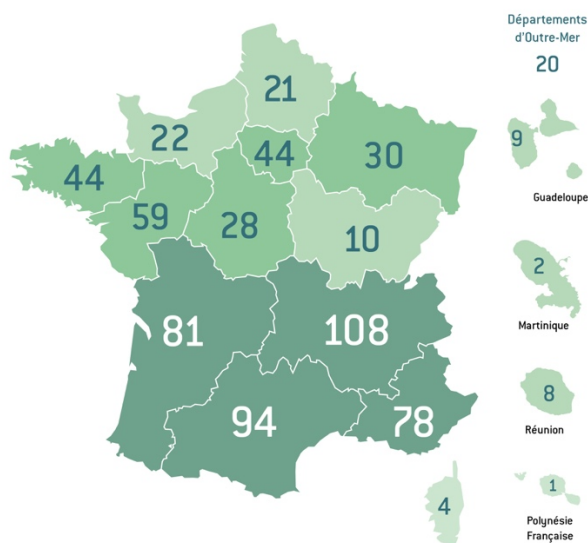 Départements
d'Outre-Mer
20
21
22
44
30
9
44
59
28
10
Guadeloupe
81
108
2
Martinique
94
78
8
Réunion
4
1
Polynésie
Française